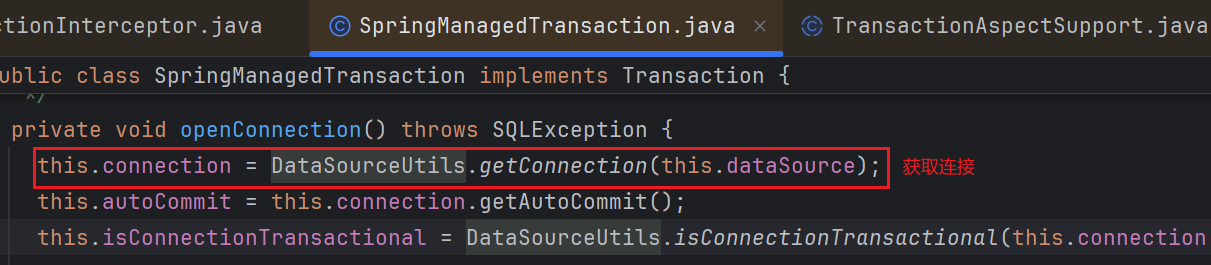 ctionInterceptor.java SpringManagedTransaction.java × TransactionAspectSupport.java
ublic class SpringManagedTransaction implements Transaction {
*/
private void openConnection() throws SQLException {
this.connection = DataSourceUtils.getConnection(this.dataSource); 获取连接
this.autoCommit = this.connection.getAutoCommit();
this.isConnectionTransactional = DataSourceUtils.isConnectionTransactional(this.connection